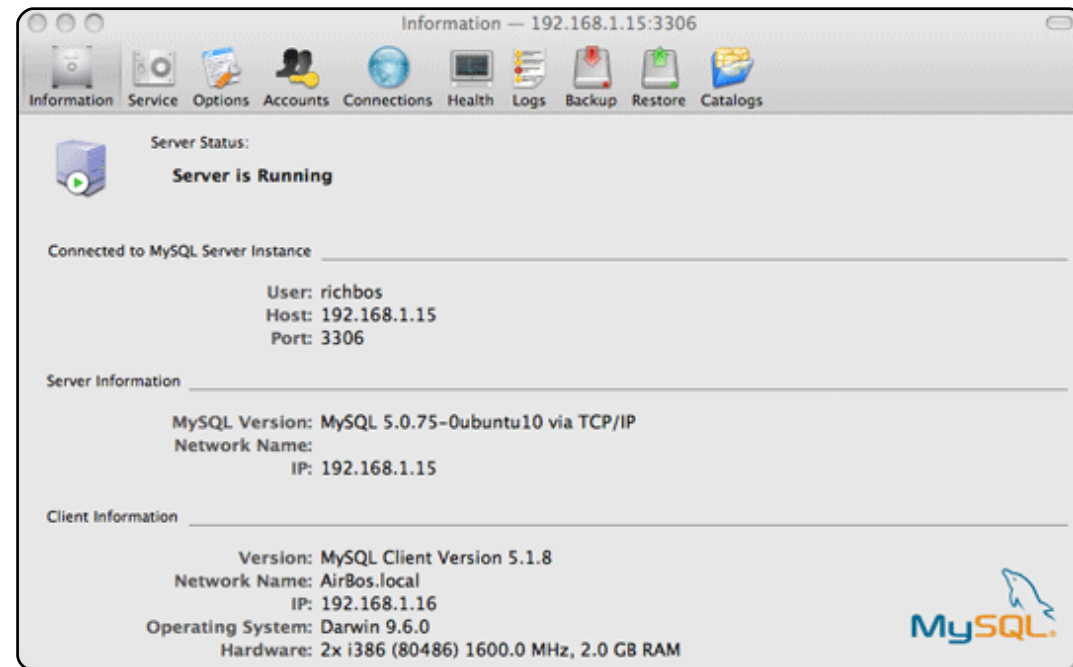 Information — 192.168.1.15:3306
Information Service Options Accounts Connections Health Logs Backup Restore Catalogs
Server Status:
Server is Running
Connected to MySQL Server Instance
User: richbos
Host: 192.168.1.15
Port: 3306
Server Information
MySQL Version: MySQL 5.0.75-0ubuntu10 via TCP/IP
Network Name:
IP: 192.168.1.15
Client Information
Version: MySQL Client Version 5.1.8
Network Name: AirBos.local
IP: 192.168.1.16
Operating System: Darwin 9.6.0
Hardware: 2x i386 (80486) 1600.0 MHz, 2.0 GB RAM
MySQL.